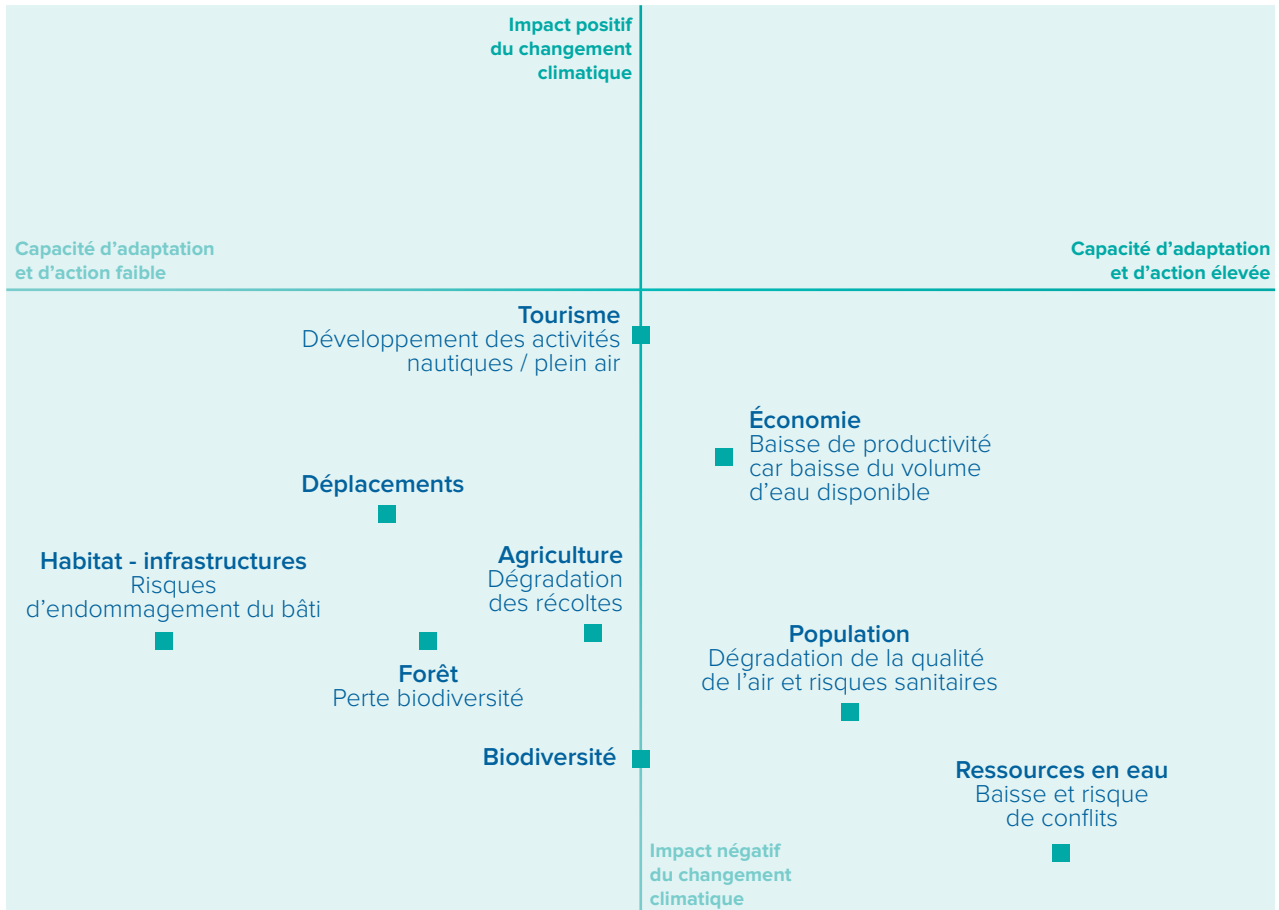 Impact positif
du changement
climatique
Capacité d’adaptation
et d’action faible
Capacité d’adaptation
et d’action élevée
Tourisme
Développement des activités
nautiques / plein air
Économie
Baisse de productivité
car baisse du volume
d’eau disponible
Déplacements
Habitat - infrastructures
Risques
d’endommagement du bâti
Agriculture
Dégradation
des récoltes
Population
Dégradation de la qualité
de l’air et risques sanitaires
Forêt
Perte biodiversité
Biodiversité
Ressources en eau
Baisse et risque
de conflits
Impact négatif
du changement
climatique